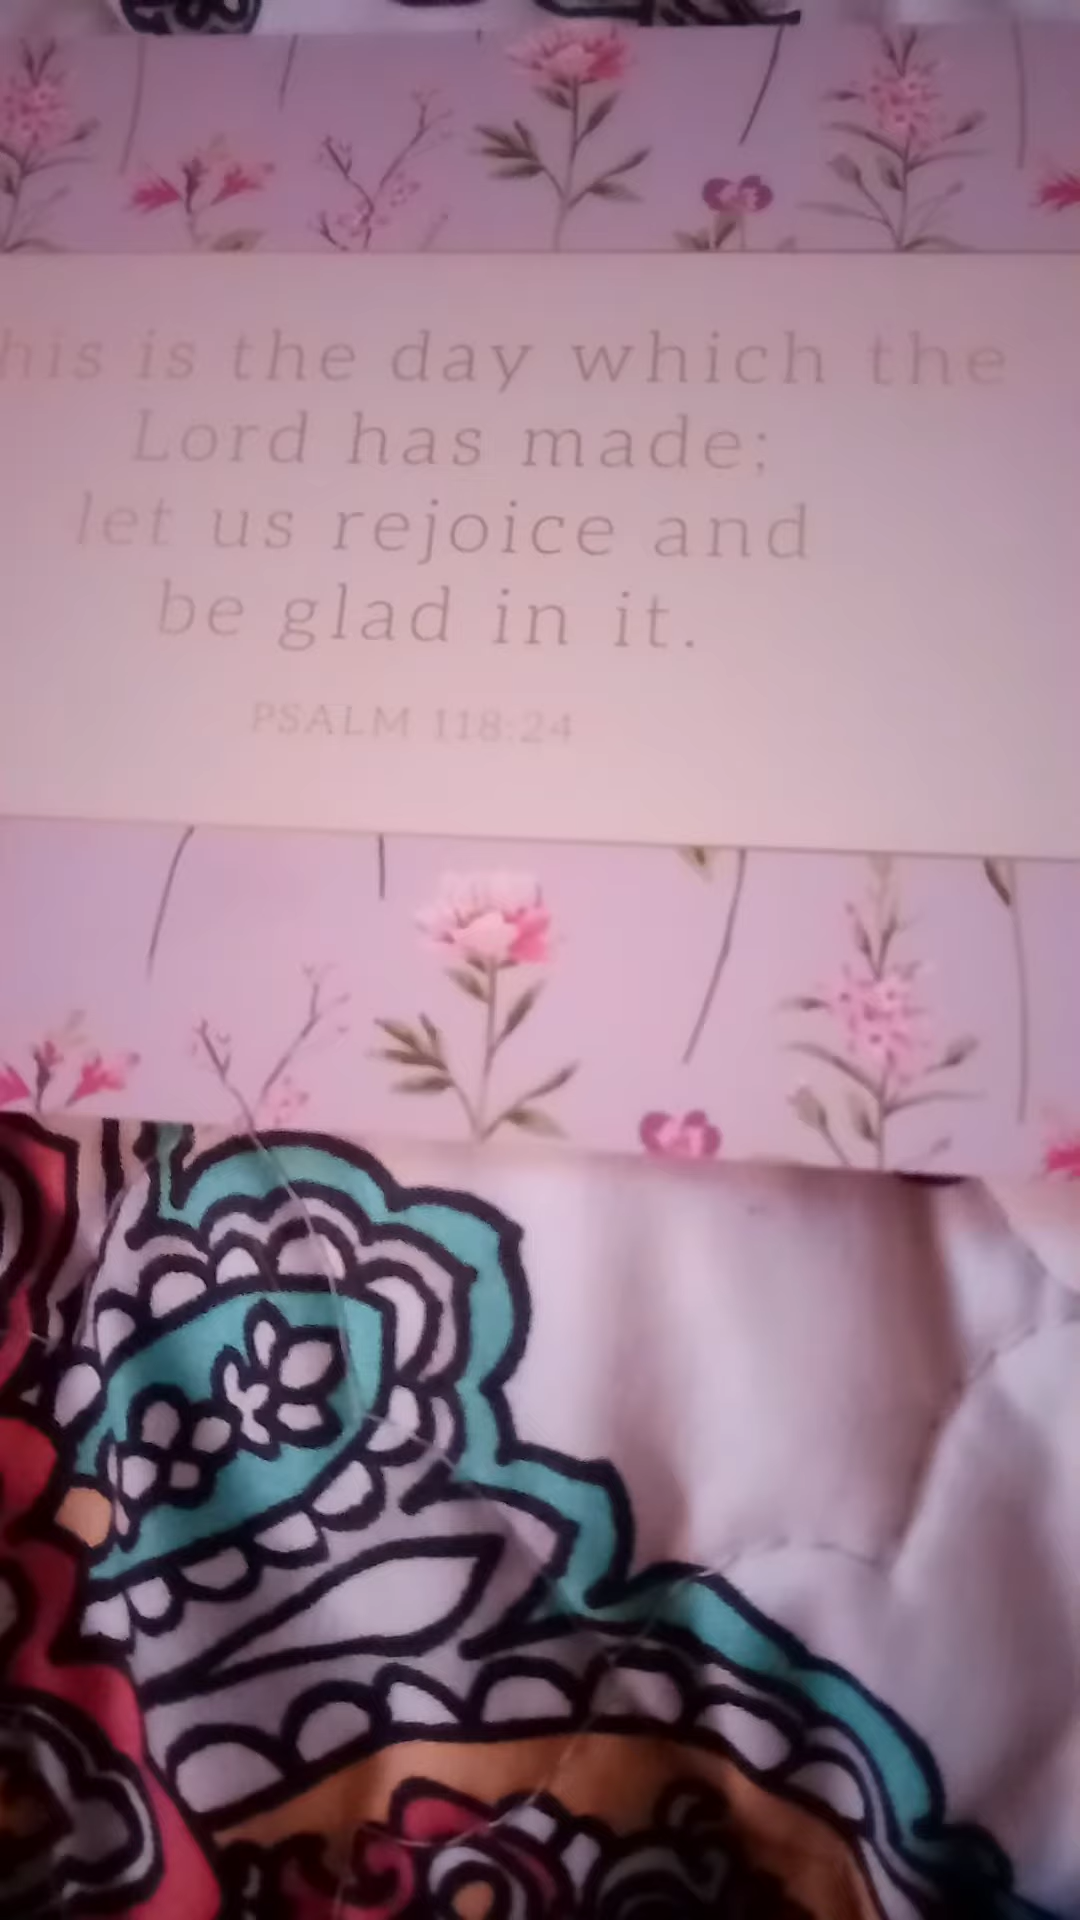 his is the day which the
Lord has made;
let us rejoice and
be glad in it.
PSALM 118:24